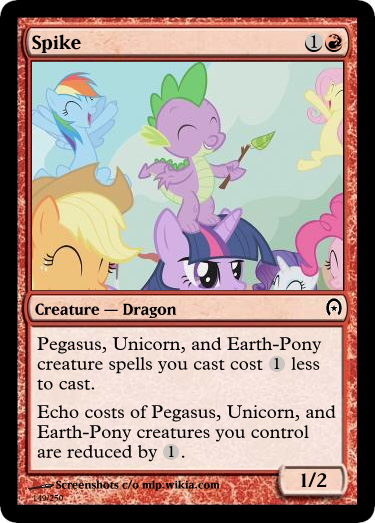 Spike 1
Creature — Dragon
Pegasus, Unicorn, and Earth-Pony
creature spells you cast cost 1 less
to cast.
Echo costs of Pegasus, Unicorn, and
Earth-Pony creatures you control
are reduced by 1.
Screenshots c/o mlp.wikia.com
1/2
149/250